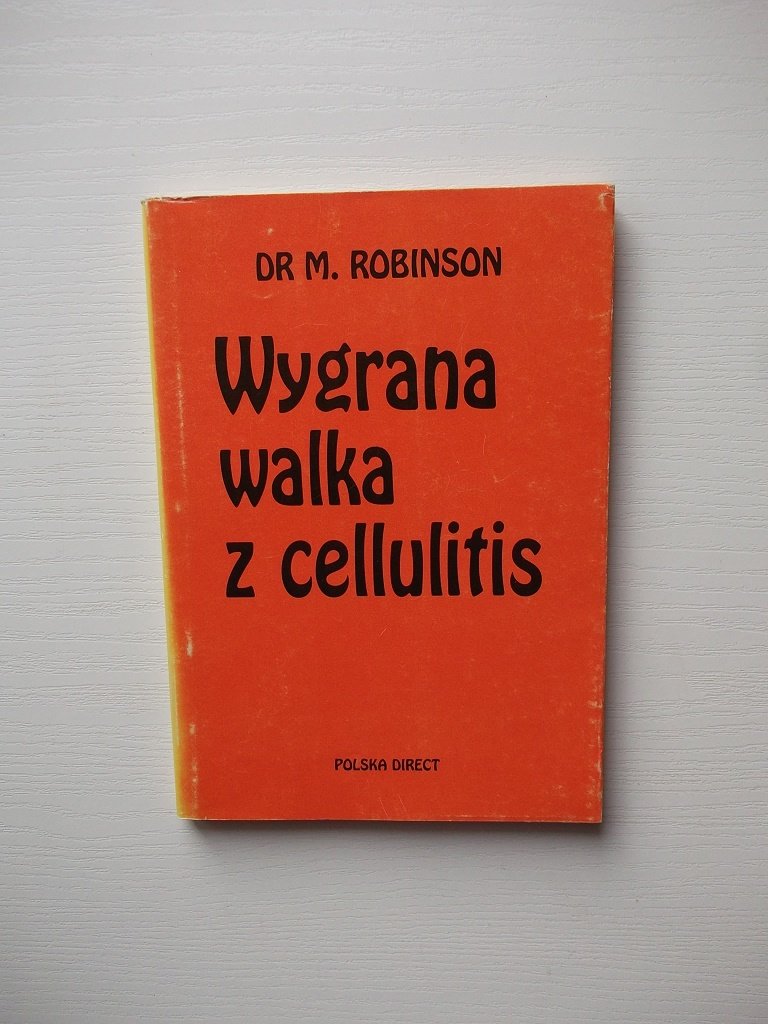 DR M. ROBINSON
Wygrana
walka
z cellulitis
POLSKA DIRECT